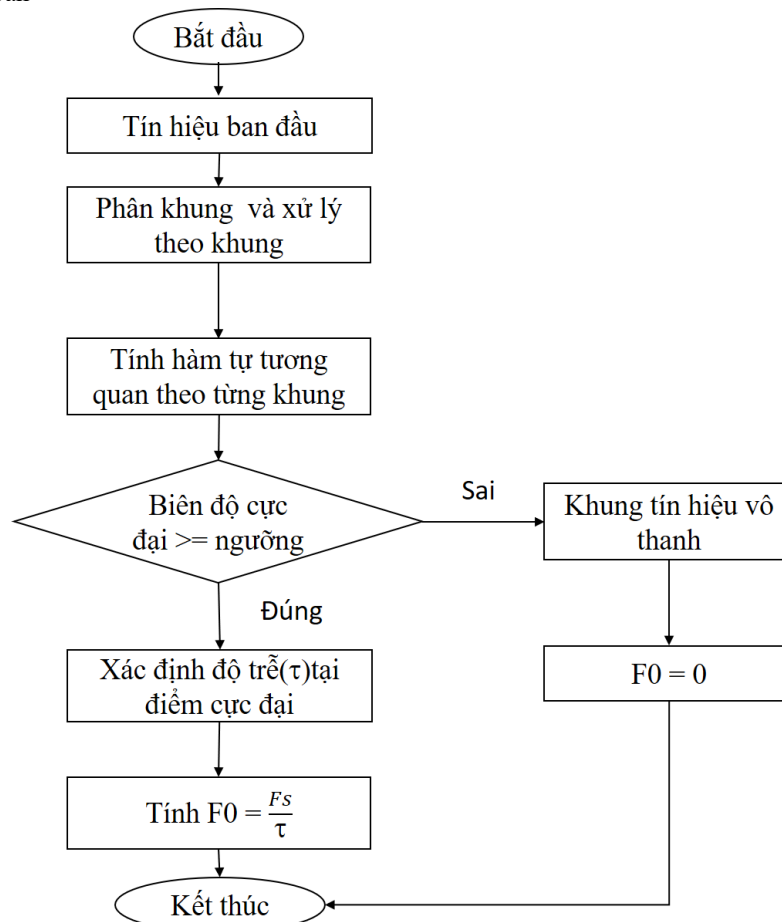 Bắt đầu
Tín hiệu ban đầu
Phân khung và xử lý
theo khung
Tính hàm tự tương
quan theo từng khung
Biên độ cực
đại >= ngưỡng
Sai
Khung tín hiệu vô
thanh
Đúng
Xác định độ trễ(τ)tại
điểm cực đại
F0 = 0
Tính F0 = Fs/τ
Kết thúc